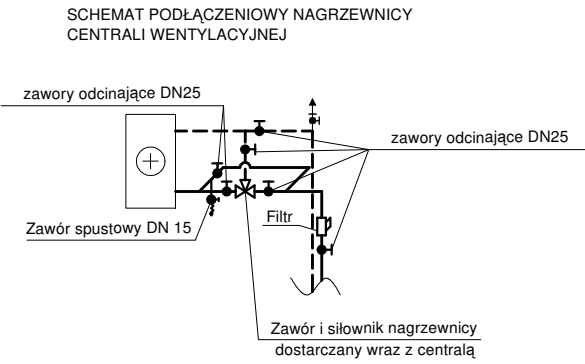 SCHEMAT PODŁĄCZENIOWY NAGRZEWNICY
CENTRALI WENTYLACYJNEJ
zawory odcinające DN25
zawory odcinające DN25
Filtr
Zawór spustowy DN 15
Zawór i siłownik nagrzewnicy
dostarczany wraz z centralą